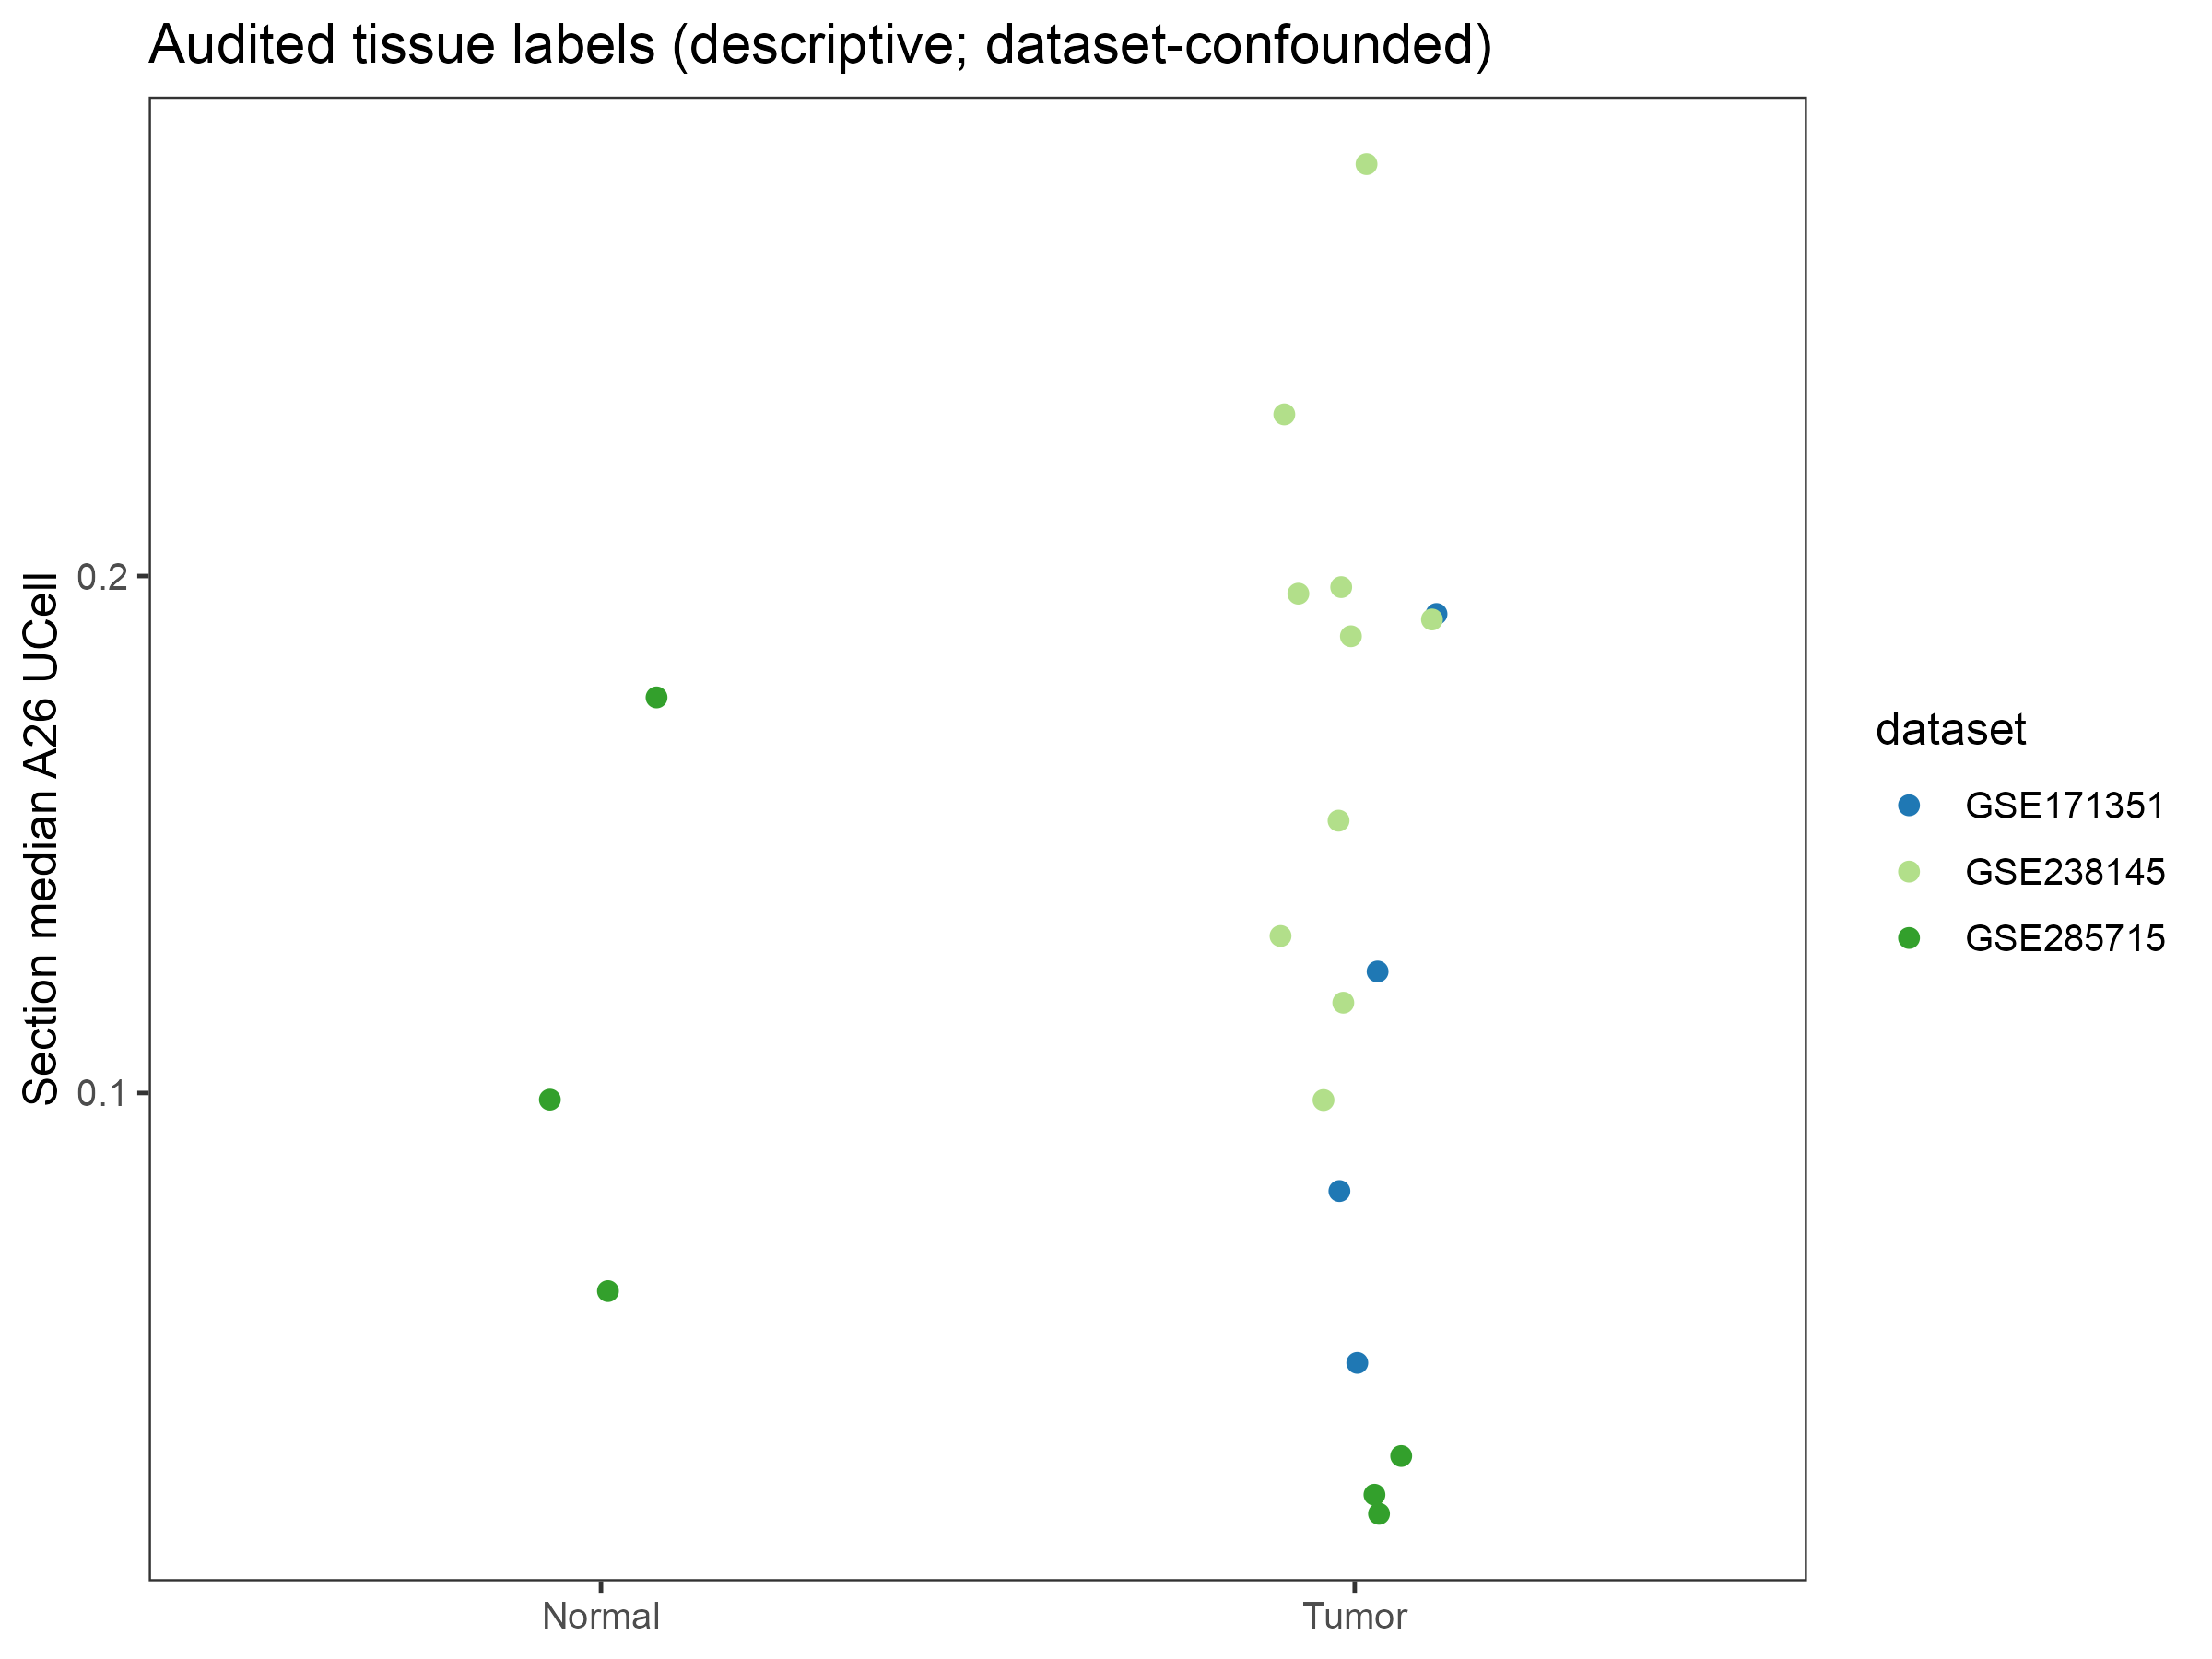 Audited tissue labels (descriptive; dataset-confounded)
Section median A26 UCell
0.2
0.1
Normal
Tumor
dataset
GSE171351
GSE238145
GSE285715